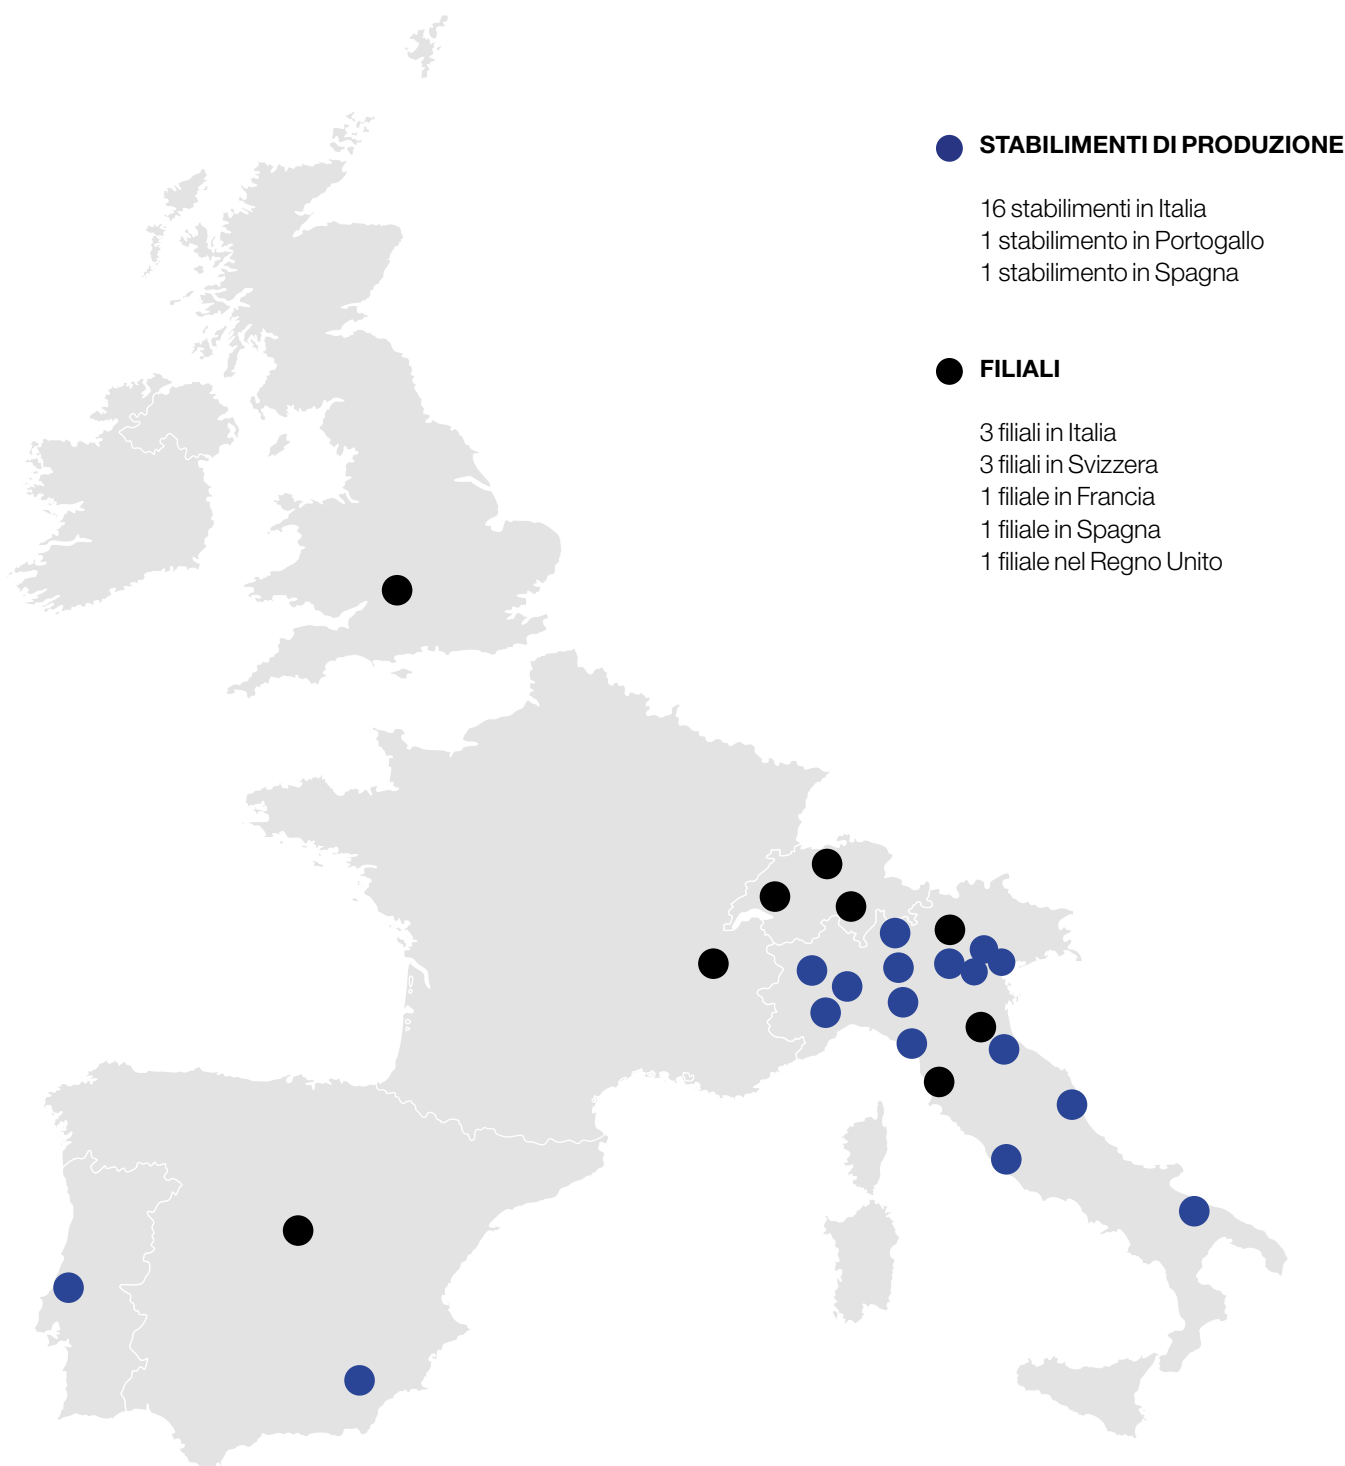 STABILIMENTI DI PRODUZIONE
16 stabilimenti in Italia
1 stabilimento in Portogallo
1 stabilimento in Spagna
FILIALI
3 filiali in Italia
3 filiali in Svizzera
1 filiale in Francia
1 filiale in Spagna
1 filiale nel Regno Unito